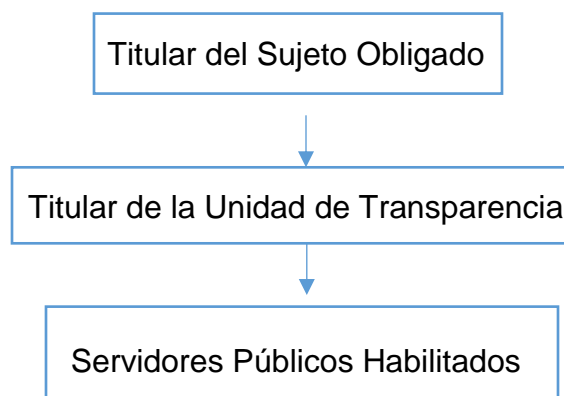 Titular del Sujeto Obligado
Titular de la Unidad de Transparencia
Servidores Públicos Habilitados